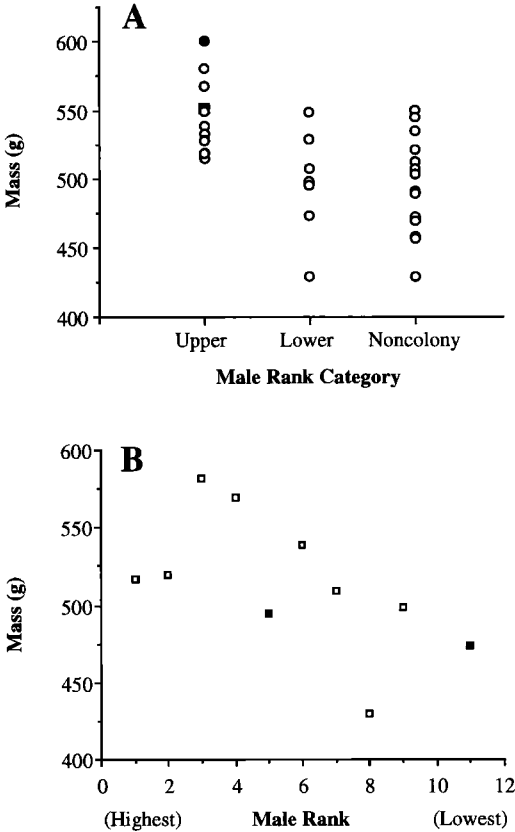 A
600
550
500
450
400
Mass (g)
Upper Lower Noncolony
Male Rank Category
B
600
550
500
450
400
Mass (g)
0 2 4 6 8 10 12
(Highest) Male Rank (Lowest)